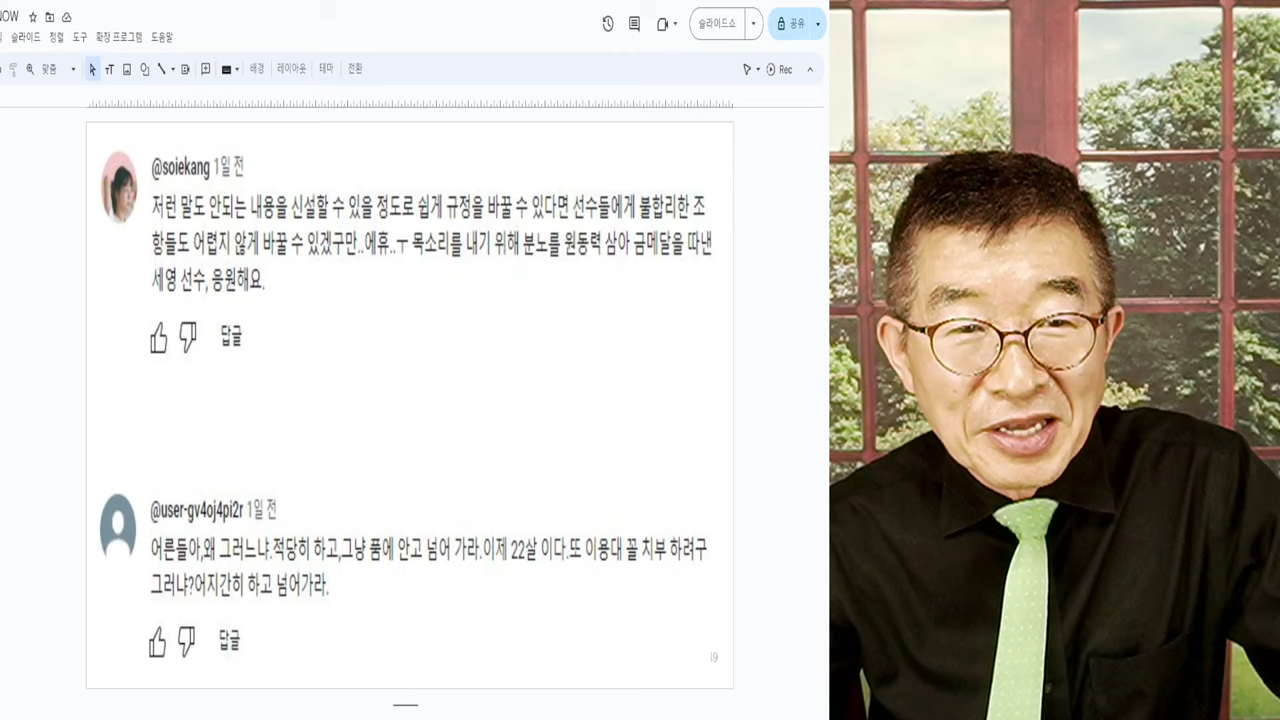 NOW
슬라이드 정렬 도구 확장 프로그램 도움말
슬라이드쇼
공유
맞춤
배경 레이아웃 테마 전환
Rec
@soiekang 1일 전
저런 말도 안되는 내용을 신설할 수 있을 정도로 쉽게 규정을 바꿀 수 있다면 선수들에게 불합리한 조
항들도 어렵지 않게 바꿀 수 있겠구만..에휴..ㅜ 목소리를 내기 위해 분노를 원동력 삼아 금메달을 따낸
세영 선수, 응원해요.
답글
@user-gv4oj4pi2r 1일 전
어른들아,왜 그러느냐.적당히 하고,그냥 품에 안고 넘어 가라.이제 22살 이다.또 이용대 꼴 치부 하려구
그러냐?어지간히 하고 넘어가라.
답글
19